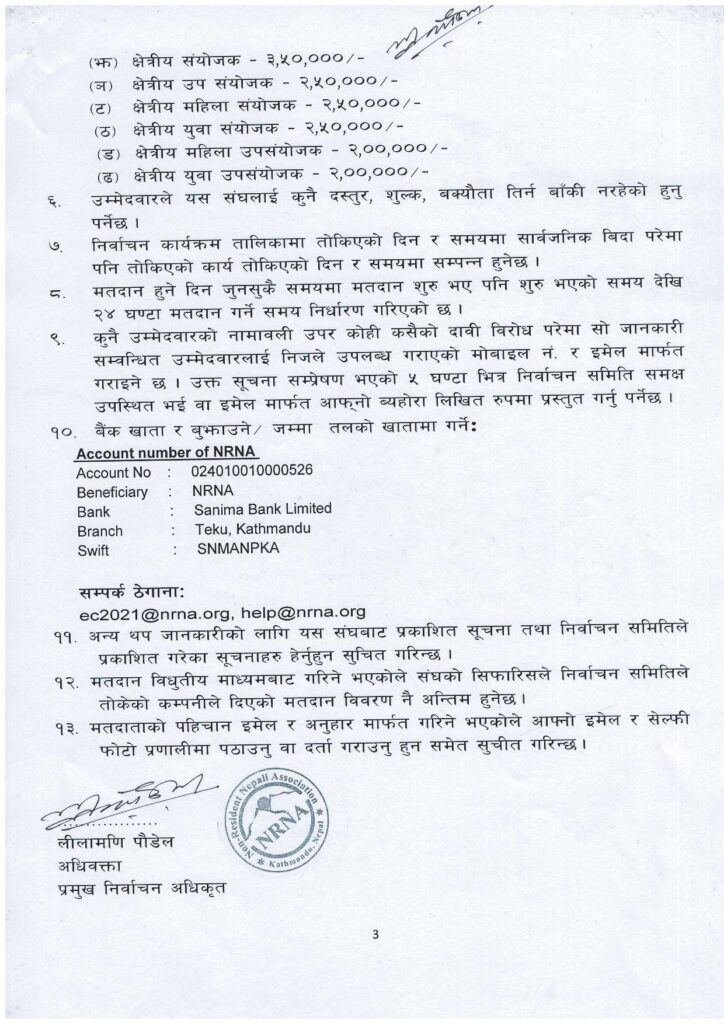 (झ) क्षेत्रीय संयोजक - ३,५०,०००/-
(ञ) क्षेत्रीय उप संयोजक - २,५०,०००/-
(ट) क्षेत्रीय महिला संयोजक - २,५०,०००/-
(ठ) क्षेत्रीय युवा संयोजक - २,५०,०००/-
(ड) क्षेत्रीय महिला उपसंयोजक - २,००,०००/-
(ढ) क्षेत्रीय युवा उपसंयोजक - २,००,०००/-
६. उम्मेदवारले यस संघलाई कुनै दस्तुर, शुल्क, बक्यौता तिर्न बाँकी नरहेको हुनु
पर्नेछ ।
७. निर्वाचन कार्यक्रम तालिकामा तोकिएको दिन र समयमा सार्वजनिक बिदा परेमा
पनि तोकिएको कार्य तोकिएको दिन र समयमा सम्पन्न हुनेछ ।
८. मतदान हुने दिन जुनसुकै समयमा मतदान शुरु भए पनि शुरु भएको समय देखि
२४ घण्टा मतदान गर्ने समय निर्धारण गरिएको छ ।
९. कुनै उम्मेदवारको नामावली उपर कोही कसैको दावी विरोध परेमा सो जानकारी
सम्वन्धित उम्मेदवारलाई निजले उपलब्ध गराएको मोबाइल नं. र इमेल मार्फत
गराइने छ । उक्त सूचना सम्प्रेषण भएको ५ घण्टा भित्र निर्वाचन समिति समक्ष
उपस्थित भई वा इमेल मार्फत आफ्नो ब्यहोरा लिखित रुपमा प्रस्तुत गर्नु पर्नेछ ।
१०. बैंक खाता र बुझाउने/ जम्मा तलको खातामा गर्ने:
Account number of NRNA
Account No : 024010010000526
Beneficiary : NRNA
Bank : Sanima Bank Limited
Branch : Teku, Kathmandu
Swift : SNMANPKA
सम्पर्क ठेगाना:
ec2021@nrna.org, help@nrna.org
११. अन्य थप जानकारीको लागि यस संघबाट प्रकाशित सूचना तथा निर्वाचन समितिले
प्रकाशित गरेका सूचनाहरु हेर्नुहुन सुचित गरिन्छ ।
१२. मतदान विधुतीय माध्यमबाट गरिने भएकोले संघको सिफारिसले निर्वाचन समितिले
तोकेको कम्पनीले दिएको मतदान विवरण नै अन्तिम हुनेछ ।
१३. मतदाताको पहिचान इमेल र अनुहार मार्फत गरिने भएकोले आफ्नो इमेल र सेल्फी
फोटो प्रणालीमा पठाउनु वा दर्ता गराउनु हुन समेत सुचीत गरिन्छ ।
Non-Resident Nepali Association
NRNA
Kathmandu, Nepal
................
लीलामणि पौडेल
अधिवक्ता
प्रमुख निर्वाचन अधिकृत
3